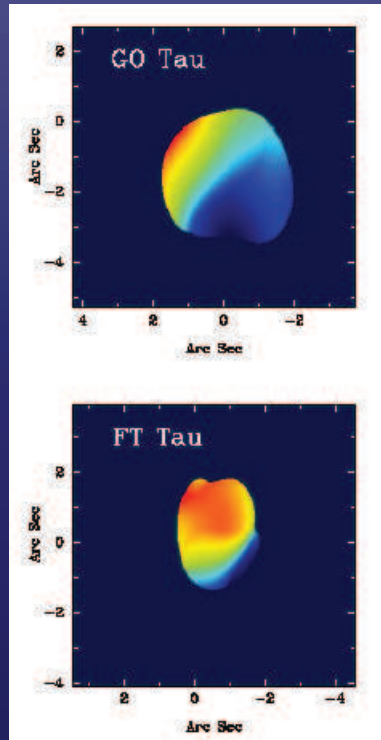 GO Tau
2
0
-2
-4
Arc Sec
4 2 0 -2
Arc Sec
FT Tau
2
0
-2
-4
Arc Sec
2 0 -2 -4
Arc Sec